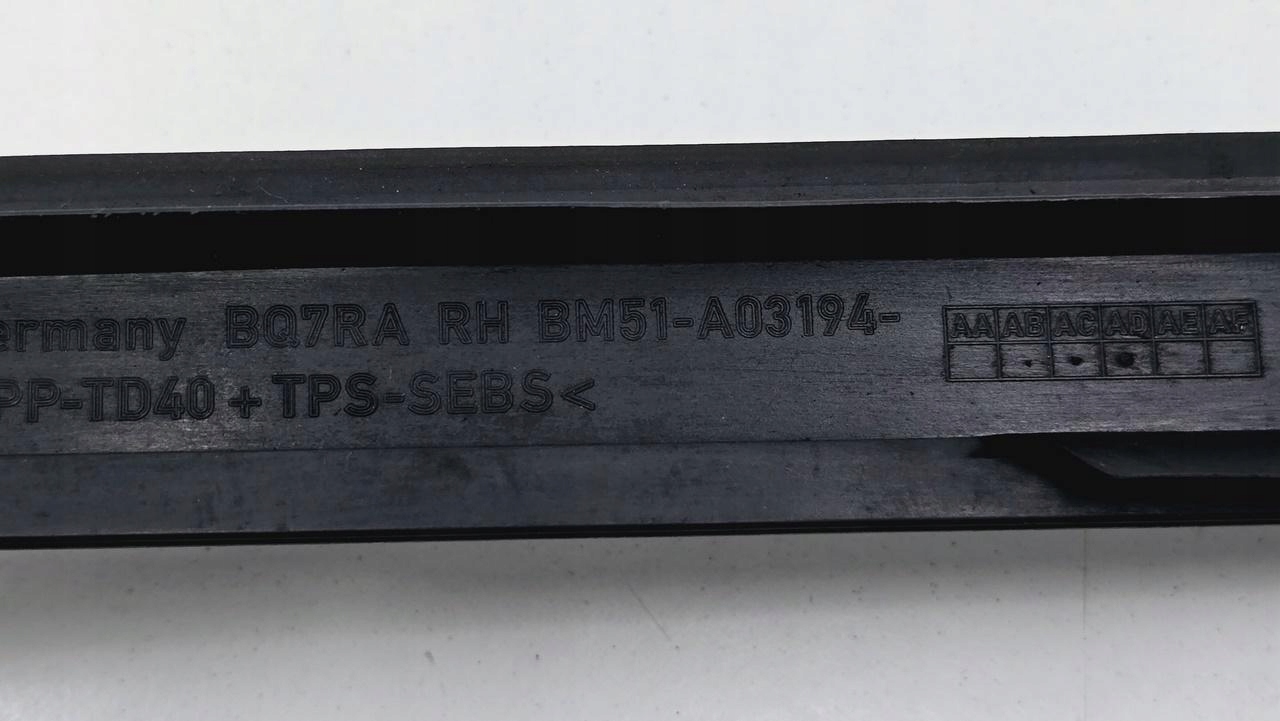 ermany BQ7RA RH BM51-A03194-
PP-TD40+TPS-SEBS<
AA AB AC AD AE AF